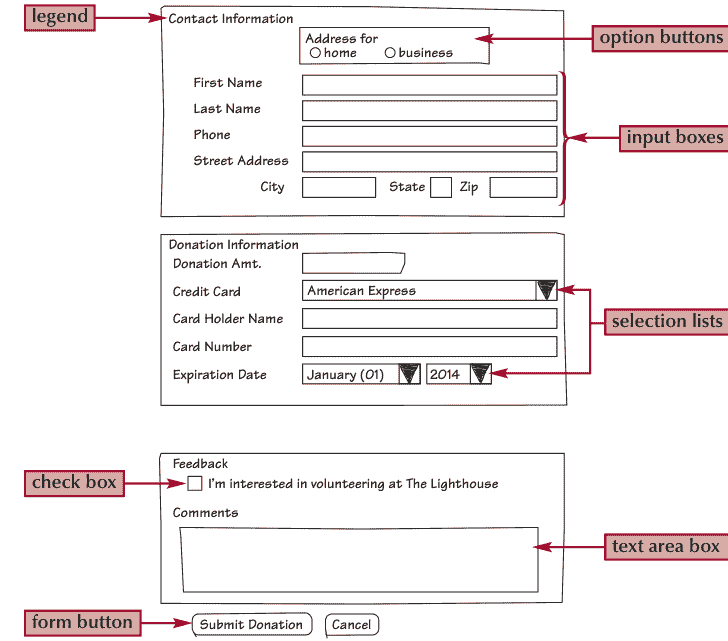 legend
Contact Information
Address for
home business
option buttons
First Name
Last Name
Phone
input boxes
Street Address
City State Zip
Donation Information
Donation Amt.
Credit Card American Express
selection lists
Card Holder Name
Card Number
Expiration Date January (01) 2014
Feedback
check box
I'm interested in volunteering at The Lighthouse
Comments
text area box
form button
Submit Donation Cancel